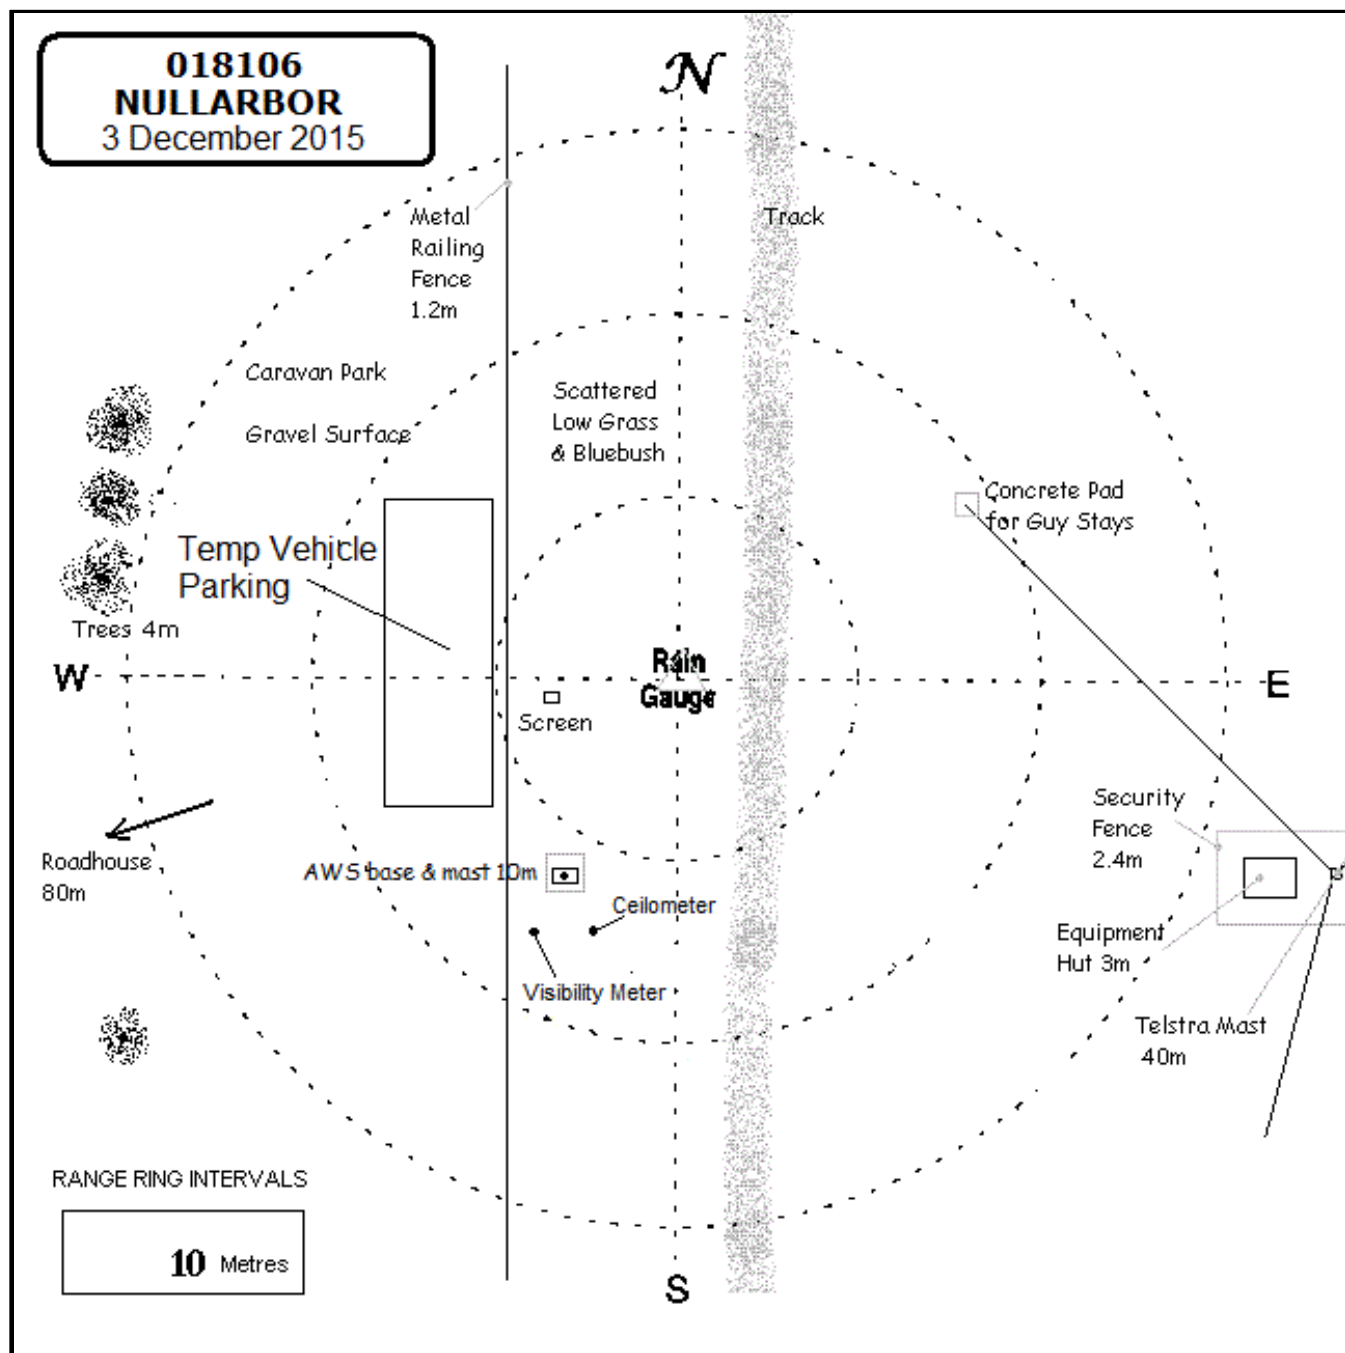 018106
NULLARBOR
3 December 2015
N
Metal
Railing
Fence
1.2m
Track
Caravan Park
Gravel Surface
Scattered
Low Grass
& Bluebush
Concrete Pad
for Guy Stays
Temp Vehicle
Parking
Trees 4m
W
Rain
Gauge
E
Screen
Security
Fence
2.4m
Roadhouse
80m
AWS base & mast 10m
Ceilometer
Equipment
Hut 3m
Visibility Meter
Telstra Mast
40m
RANGE RING INTERVALS
10 Metres
S